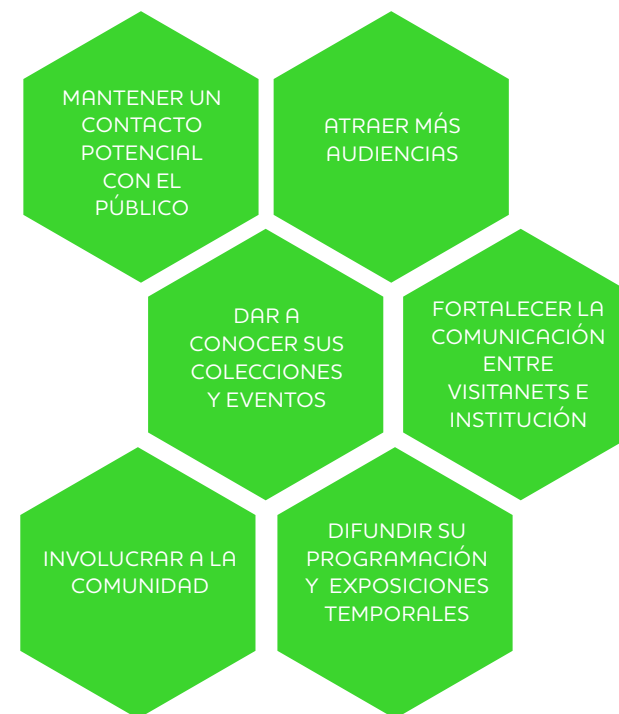 MANTENER UN
CONTACTO
POTENCIAL
CON EL
PÚBLICO
ATRAER MÁS
AUDIENCIAS
DAR A
CONOCER SUS
COLECCIONES
Y EVENTOS
FORTALECER LA
COMUNICACIÓN
ENTRE
VISITANETS E
INSTITUCIÓN
INVOLUCRAR A LA
COMUNIDAD
DIFUNDIR SU
PROGRAMACIÓN
Y EXPOSICIONES
TEMPORALES